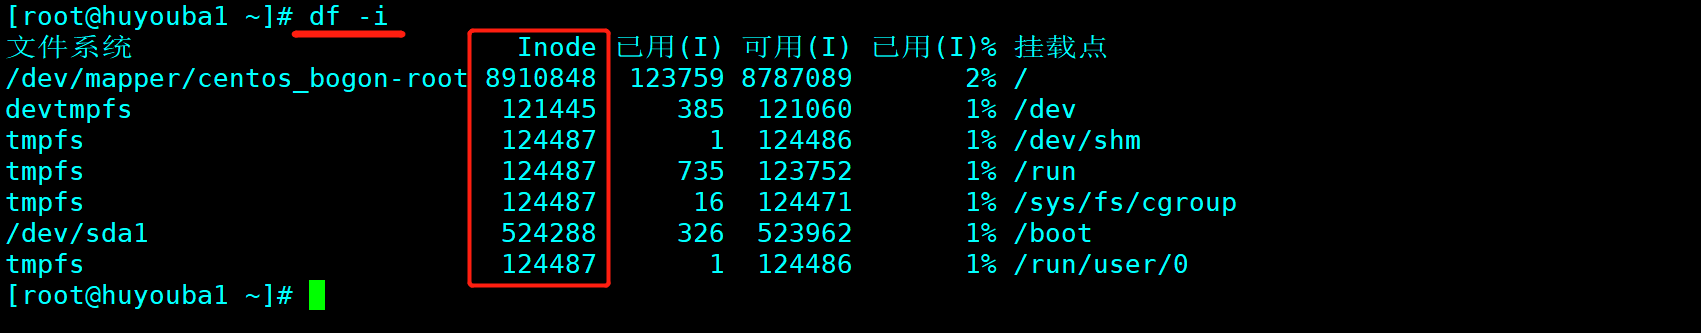 [root@huyouba1 ~]# df -i
文件系统 Inode 已用(I) 可用(I) 已用(I)% 挂载点
/dev/mapper/centos_bogon-root 8910848 123759 8787089 2% /
devtmpfs 121445 385 121060 1% /dev
tmpfs 124487 1 124486 1% /dev/shm
tmpfs 124487 735 123752 1% /run
tmpfs 124487 16 124471 1% /sys/fs/cgroup
/dev/sda1 524288 326 523962 1% /boot
tmpfs 124487 1 124486 1% /run/user/0
[root@huyouba1 ~]#